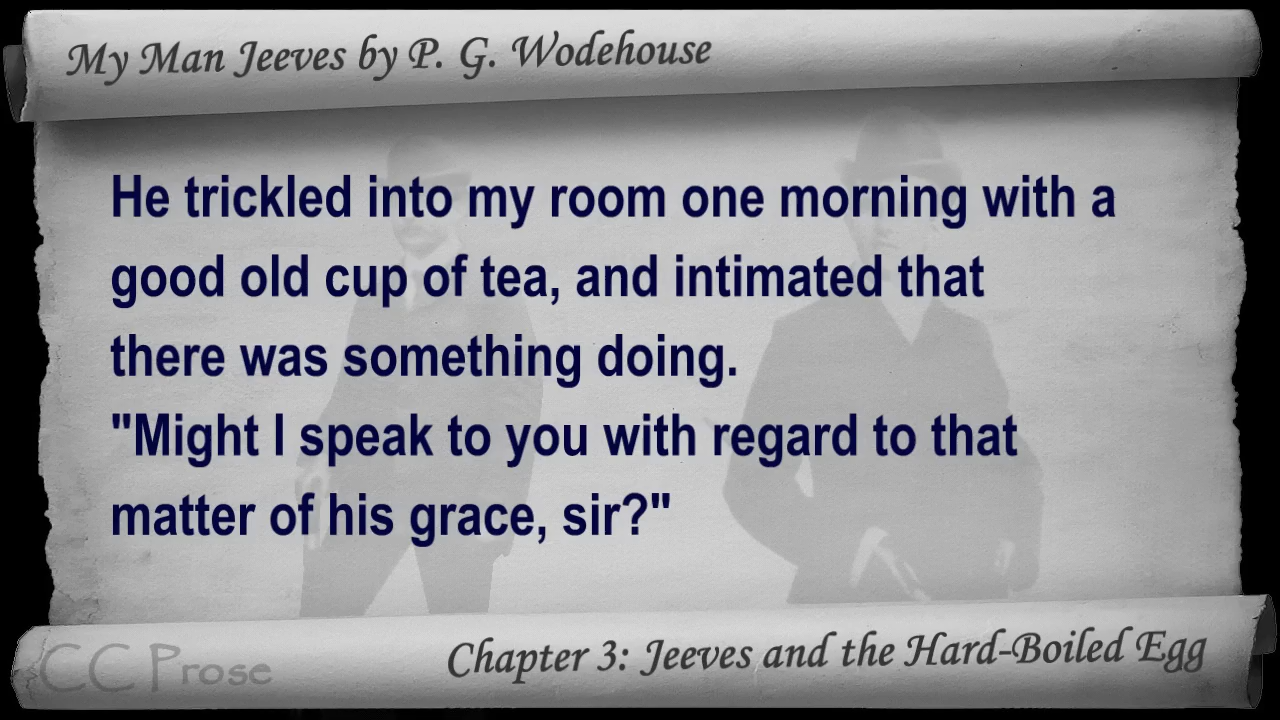 My Man Jeeves by P. G. Wodehouse
He trickled into my room one morning with a
good old cup of tea, and intimated that
there was something doing.
"Might I speak to you with regard to that
matter of his grace, sir?"
CC Prose
Chapter 3: Jeeves and the Hard-Boiled Egg